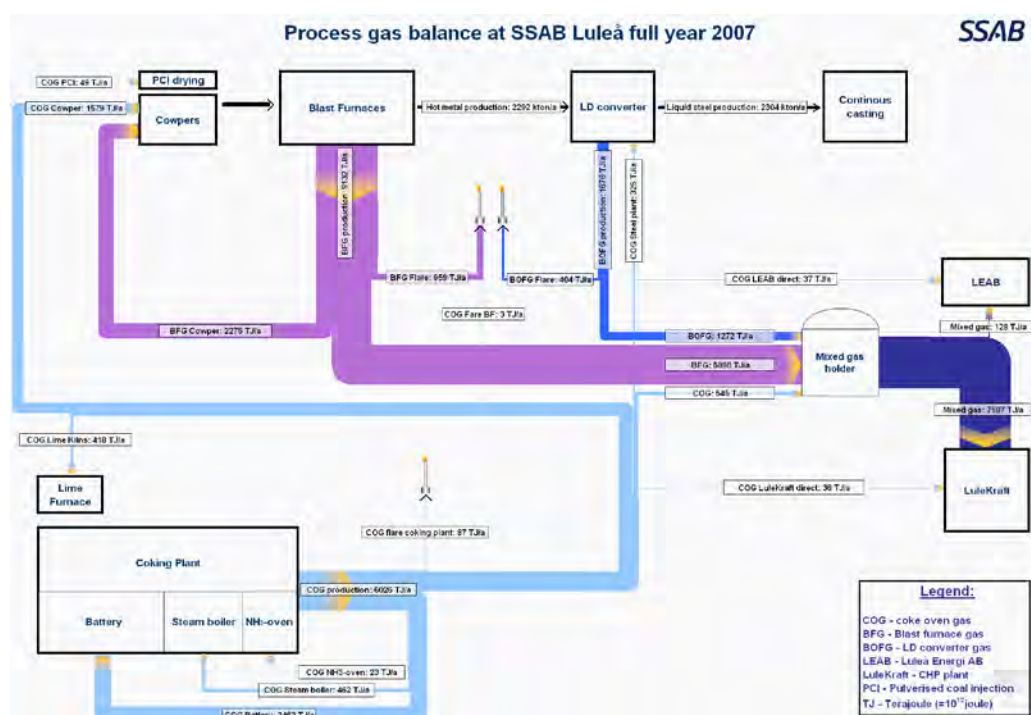 Process gas balance at SSAB Luleå full year 2007
SSAB
COG PCI: 49 TJ/a
PCI drying
COG Cowper: 1579 TJ/a
Cowpers
Blast Furnaces
Hot metal production: 2292 kton/a
LD converter
Liquid steel production: 2304 kton/a
Continous
casting
BFG production: 9132 TJ/a
BOFG production: 1676 TJ/a
COG Steel plant: 325 TJ/a
BFG Flare: 959 TJ/a
BOFG Flare: 404 TJ/a
COG LEAB direct: 37 TJ/a
LEAB
COG Fare BF: 3 TJ/a
Mixed gas: 128 TJ/a
BFG Cowper: 2275 TJ/a
BOFG: 1272 TJ/a
Mixed gas
holder
BFG: TJ/a
COG: 545 TJ/a
Mixed gas: TJ/a
COG Lime Kilns: 418 TJ/a
Lime
Furnace
COG LuleKraft direct: 36 TJ/a
LuleKraft
COG flare coking plant: 87 TJ/a
Coking Plant
COG production: 6026 TJ/a
Battery
Steam boiler
NH3-oven
COG NH3-oven: 23 TJ/a
COG Steam boiler: 462 TJ/a
COG Battery: TJ/a
Legend:
COG - coke oven gas
BFG - Blast furnace gas
BOFG - LD converter gas
LEAB - Luleå Energi AB
LuleKraft - CHP plant
PCI - Pulverised coal injection
TJ - Terajoule (=10¹² joule)